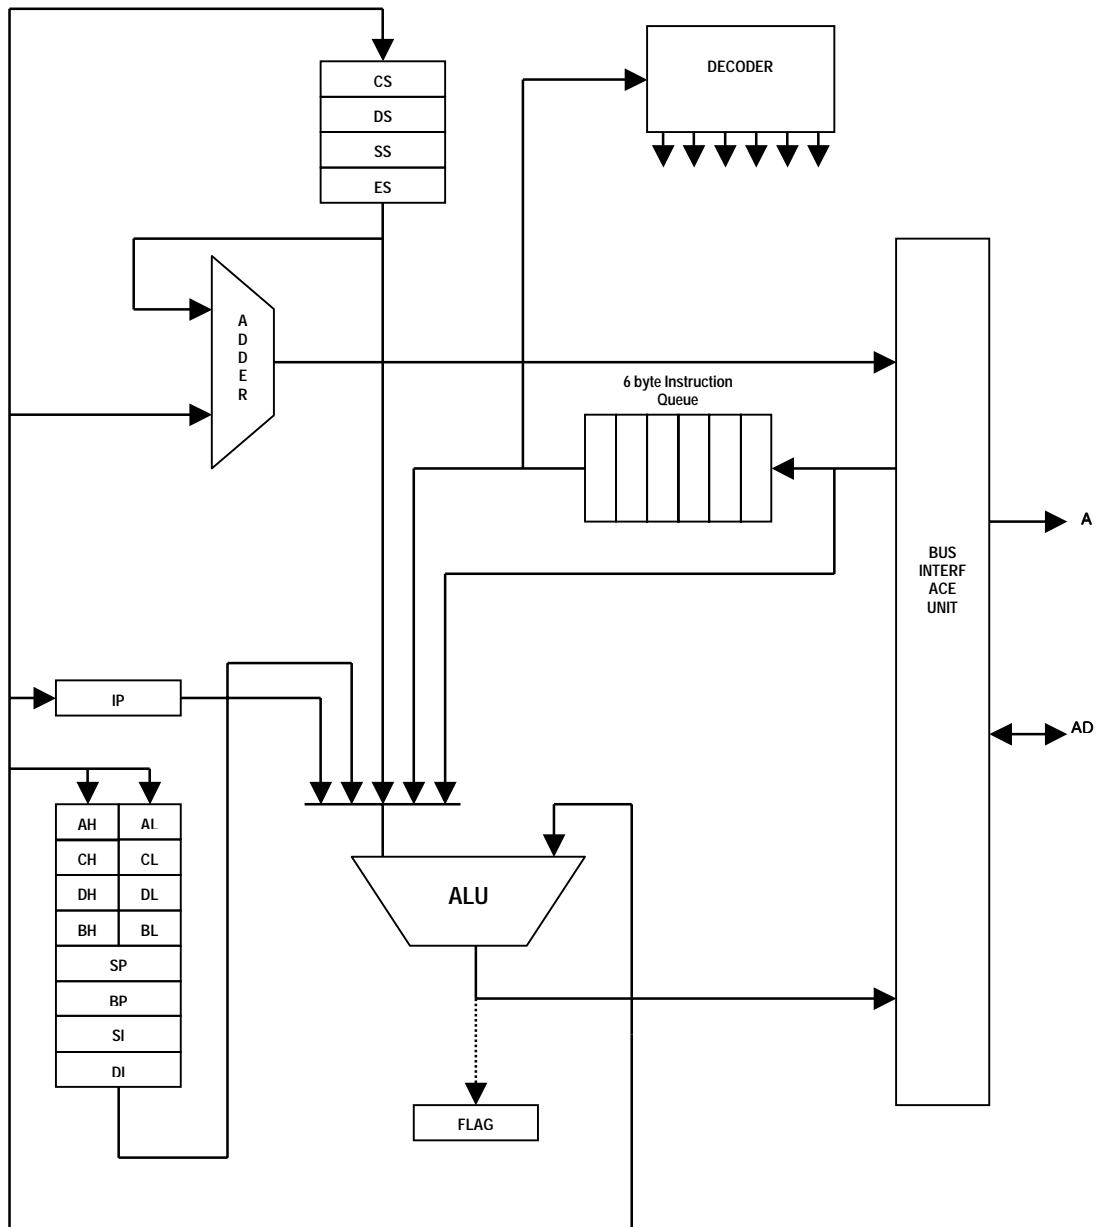 CS
DS
SS
ES
DECODER
A
D
D
E
R
6 byte Instruction
Queue
BUS
INTERF
ACE
UNIT
A
AD
IP
AH AL
CH CL
DH DL
BH BL
SP
BP
SI
DI
ALU
FLAG